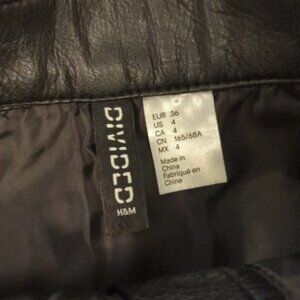 DIVIDED
H&M
EUR 36
US 4
CA 4
CN 165/68A
MX 4
Made in
China
Fabriqué en
Chine